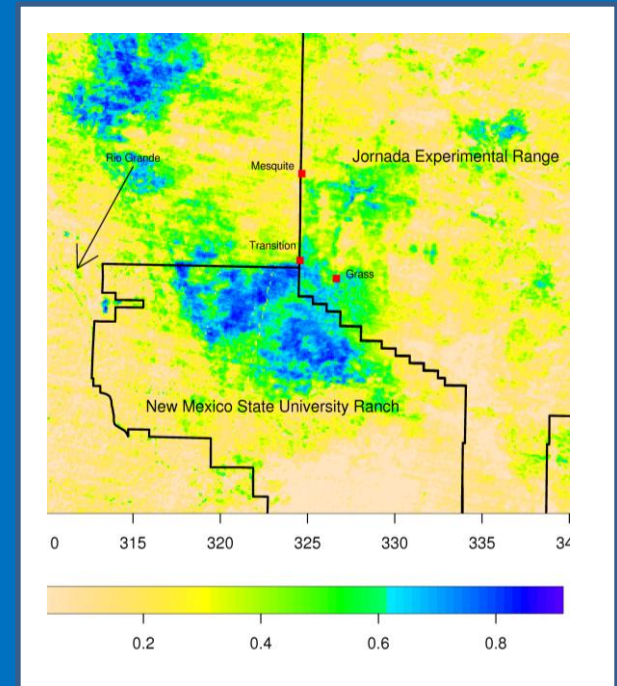 Rio Grande
Mesquite
Jornada Experimental Range
Transition
Grass
New Mexico State University Ranch
0 315 320 325 330 335 34
0.2 0.4 0.6 0.8